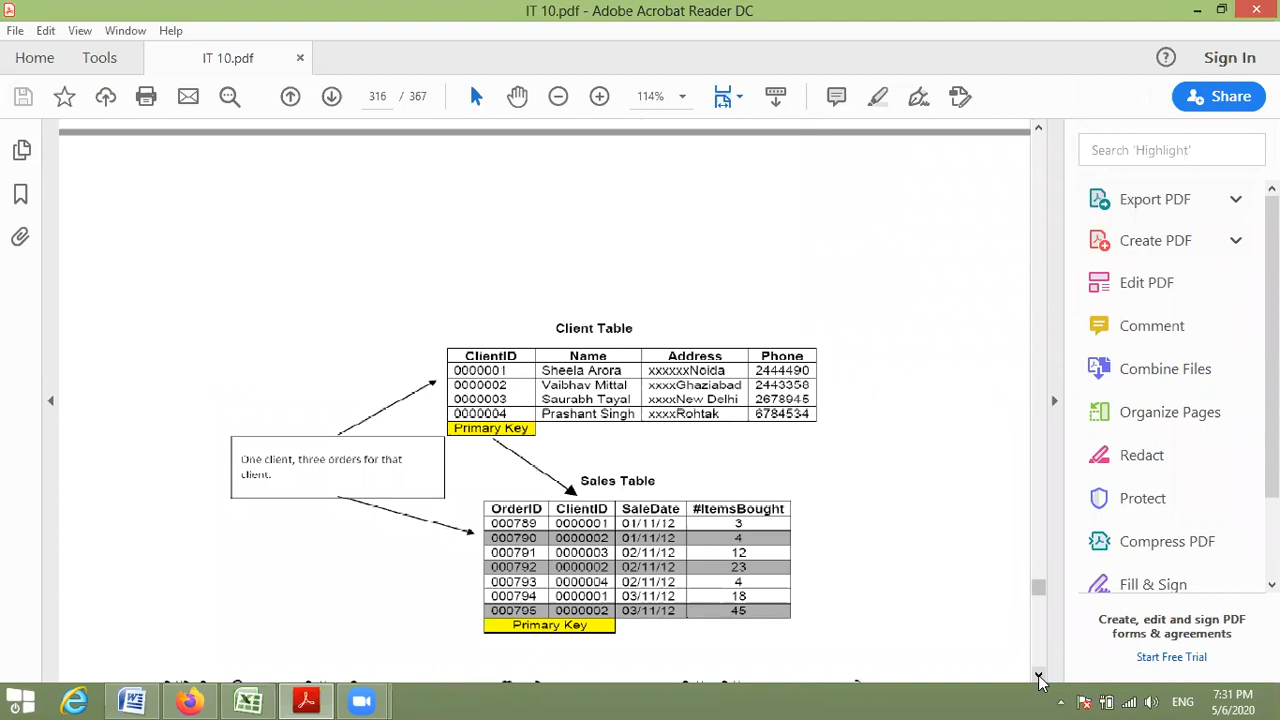 IT 10.pdf - Adobe Acrobat Reader DC
File Edit View Window Help
Home Tools IT 10.pdf × Sign In
316 / 367 114% Share
Search 'Highlight'
Export PDF
Create PDF
Edit PDF
Comment
Combine Files
Organize Pages
Redact
Protect
Compress PDF
Fill & Sign
Create, edit and sign PDF
forms & agreements
Start Free Trial
Client Table
ClientID Name Address Phone
0000001 Sheela Arora xxxxxxNoida 2444490
0000002 Vaibhav Mittal xxxxGhaziabad 2443358
0000003 Saurabh Tayal xxxxNew Delhi 2678945
0000004 Prashant Singh xxxxRohtak 6784534
Primary Key
One client, three orders for that
client.
Sales Table
OrderID ClientID SaleDate #ItemsBought
000789 0000001 01/11/12 3
000790 0000002 01/11/12 4
000791 0000003 02/11/12 12
000792 0000002 02/11/12 23
000793 0000004 02/11/12 4
000794 0000001 03/11/12 18
000795 0000002 03/11/12 45
Primary Key
ENG
7:31 PM
5/6/2020